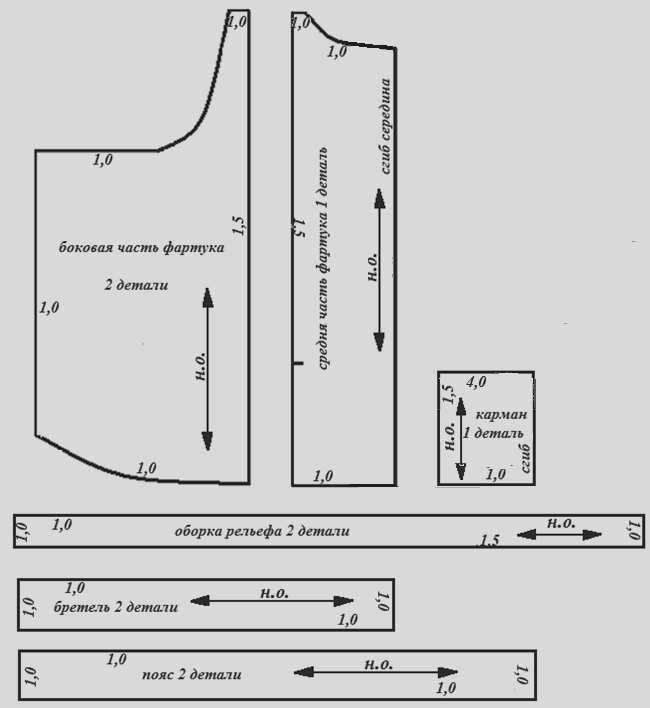 1,0
1,0
1,0
1,0
1,0
1,5
боковая часть фартука
2 детали
н.о.
1,0
1,0
сгиб середина
средня часть фартука 1 деталь
1,5
н.о.
1,0
4,0
1,5
карман
1 деталь
н.о.
сгиб
1,0
1,0
1,0
оборка рельефа 2 детали
н.о.
1,0
1.5
1,0
1,0
бретель 2 детали
н.о.
1,0
1,0
1,0
1,0
пояс 2 детали
н.о.
1,0
1,0